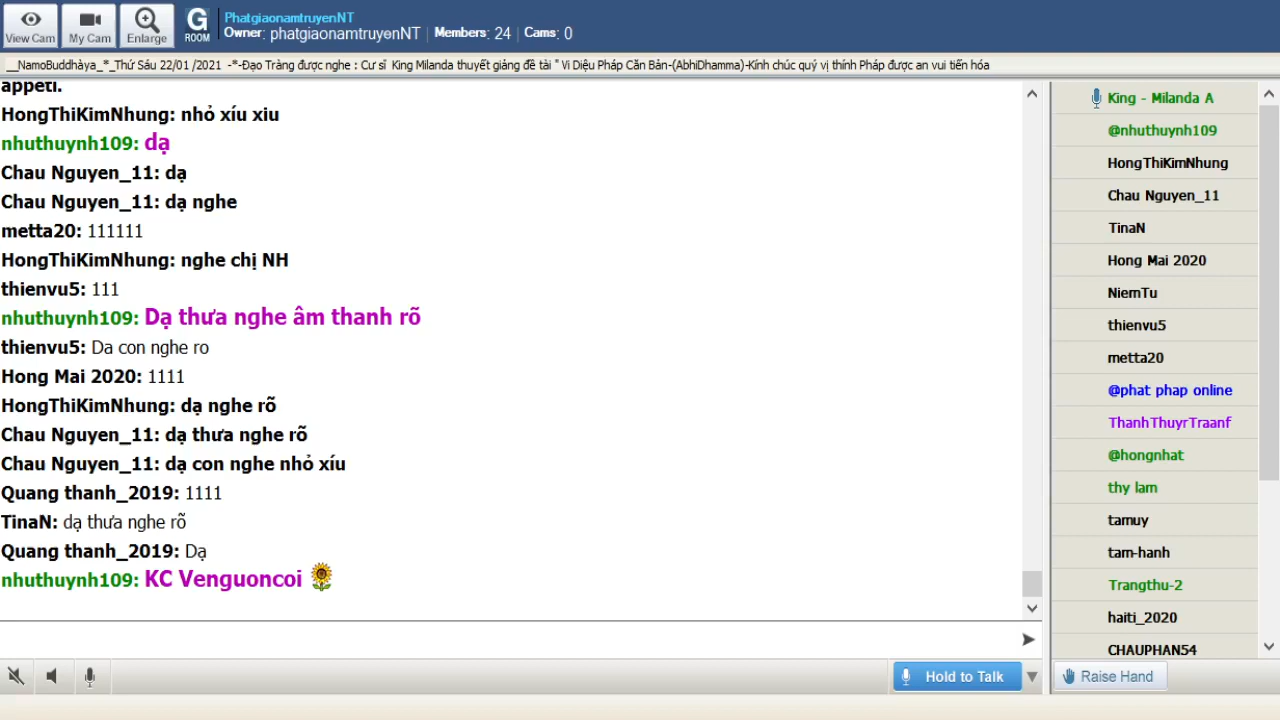 View Cam
My Cam
Enlarge
G
ROOM
PhatgiaonamtruyenNT
Owner: phatgiaonamtruyenNT | Members: 24 | Cams: 0
__NamoBuddhàya_*_Thứ Sáu 22/01 /2021 -*-Đạo Tràng được nghe : Cư sĩ King Milanda thuyết giảng đề tài " Vi Diệu Pháp Căn Bản-(AbhiDhamma)-Kính chúc quý vị thính Pháp được an vui tiến hóa
appeti.
HongThiKimNhung: nhỏ xíu xiu
nhuthuynh109: dạ
Chau Nguyen_11: dạ
Chau Nguyen_11: dạ nghe
metta20: 111111
HongThiKimNhung: nghe chị NH
thienvu5: 111
nhuthuynh109: Dạ thưa nghe âm thanh rõ
thienvu5: Da con nghe ro
Hong Mai 2020: 1111
HongThiKimNhung: dạ nghe rõ
Chau Nguyen_11: dạ thưa nghe rõ
Chau Nguyen_11: dạ con nghe nhỏ xíu
Quang thanh_2019: 1111
TinaN: dạ thưa nghe rõ
Quang thanh_2019: Dạ
nhuthuynh109: KC Venguoncoi
King - Milanda A
@nhuthuynh109
HongThiKimNhung
Chau Nguyen_11
TinaN
Hong Mai 2020
NiemTu
thienvu5
metta20
@phat phap online
ThanhThuyrTraanf
@hongnhat
thy lam
tamuy
tam-hanh
Trangthu-2
haiti_2020
CHAUPHAN54
Hold to Talk
Raise Hand